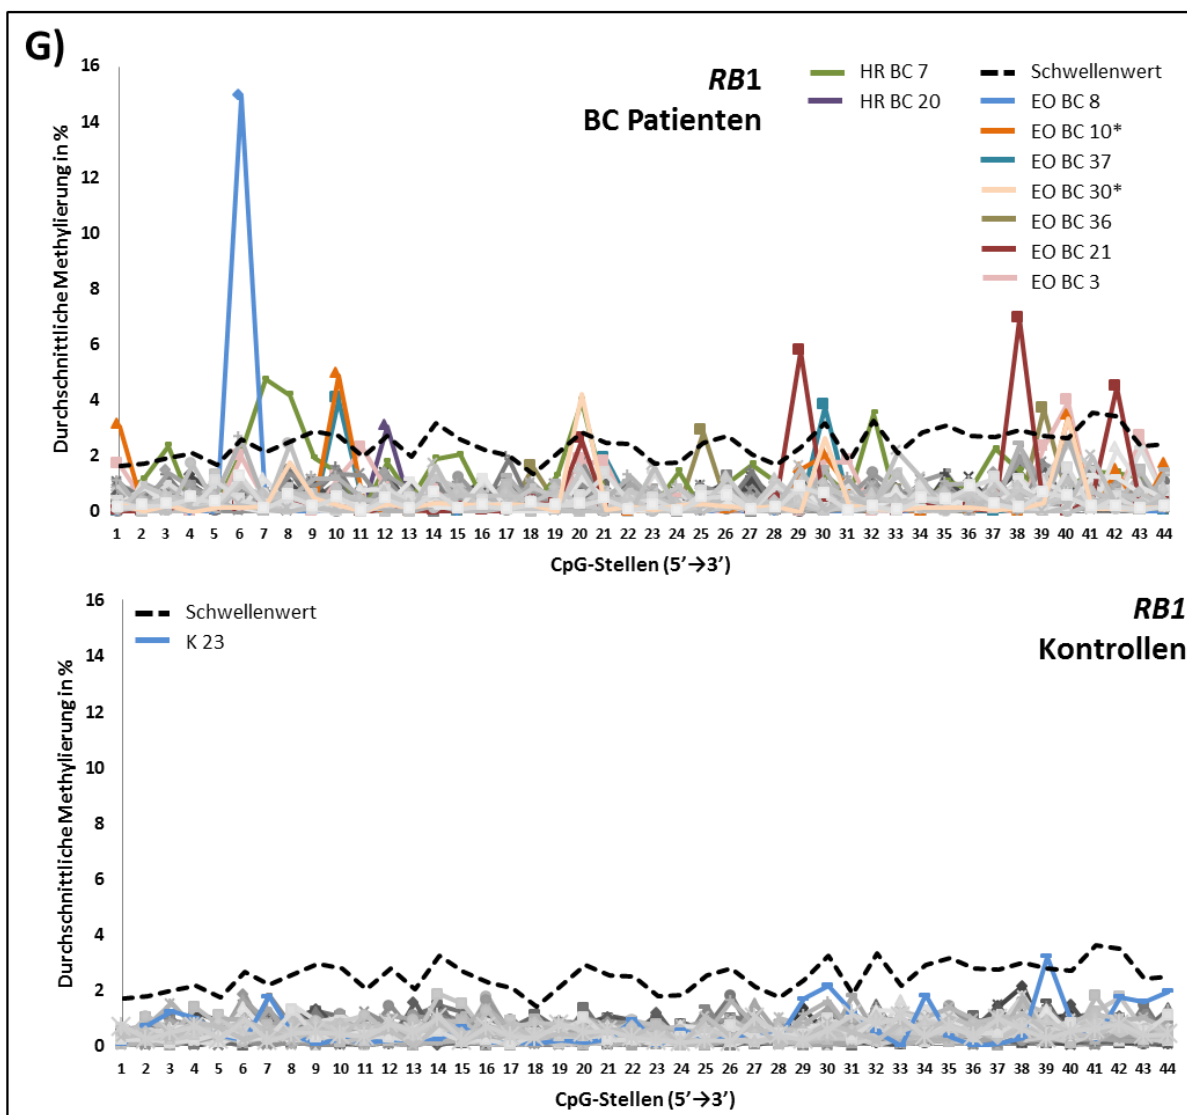 G)
RB1
BC Patienten
HR BC 7
HR BC 20
Schwellenwert
EO BC 8
EO BC 10*
EO BC 37
EO BC 30*
EO BC 36
EO BC 21
EO BC 3
Durchschnittliche Methylierung in %
16
14
12
10
8
6
4
2
0
1 2 3 4 5 6 7 8 9 10 11 12 13 14 15 16 17 18 19 20 21 22 23 24 25 26 27 28 29 30 31 32 33 34 35 36 37 38 39 40 41 42 43 44
CpG-Stellen (5’→3’)
Schwellenwert
K 23
RB1
Kontrollen
Durchschnittliche Methylierung in %
16
14
12
10
8
6
4
2
0
1 2 3 4 5 6 7 8 9 10 11 12 13 14 15 16 17 18 19 20 21 22 23 24 25 26 27 28 29 30 31 32 33 34 35 36 37 38 39 40 41 42 43 44
CpG-Stellen (5’→3’)